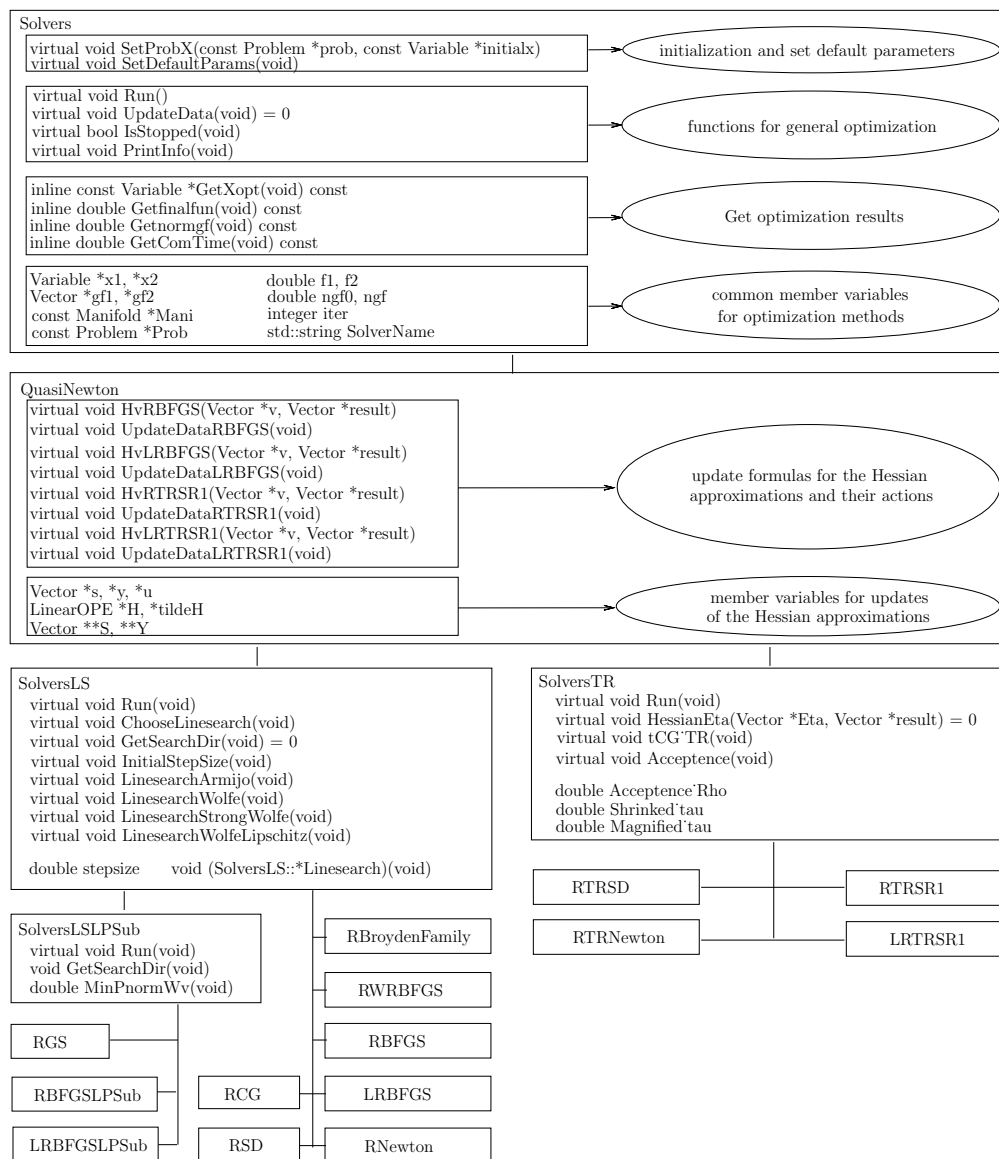 Solvers
virtual void SetProbX(const Problem *prob, const Variable *initialx)
virtual void SetDefaultParams(void)
initialization and set default parameters
virtual void Run()
virtual void UpdateData(void) = 0
virtual bool IsStopped(void)
virtual void PrintInfo(void)
functions for general optimization
inline const Variable *GetXopt(void) const
inline double Getfinalfun(void) const
inline double Getnormgf(void) const
inline double GetComTime(void) const
Get optimization results
Variable *x1, *x2 double f1, f2
Vector *gf1, *gf2 double ngf0, ngf
const Manifold *Mani integer iter
const Problem *Prob std::string SolverName
common member variables
for optimization methods
QuasiNewton
virtual void HvRBFGS(Vector *v, Vector *result)
virtual void UpdateDataRBFGS(void)
virtual void HvLRBFGS(Vector *v, Vector *result)
virtual void UpdateDataLRBFGS(void)
virtual void HvRTRSR1(Vector *v, Vector *result)
virtual void UpdateDataRTRSR1(void)
virtual void HvLRTRSR1(Vector *v, Vector *result)
virtual void UpdateDataLRTRSR1(void)
update formulas for the Hessian
approximations and their actions
Vector *s, *y, *u
LinearOPE *H, *tildeH
Vector **S, **Y
member variables for updates
of the Hessian approximations
SolversLS
virtual void Run(void)
virtual void ChooseLinesearch(void)
virtual void GetSearchDir(void) = 0
virtual void InitialStepSize(void)
virtual void LinesearchArmijo(void)
virtual void LinesearchWolfe(void)
virtual void LinesearchStrongWolfe(void)
virtual void LinesearchWolfeLipschitz(void)
double stepsize void (SolversLS::*Linesearch)(void)
SolversTR
virtual void Run(void)
virtual void HessianEta(Vector *Eta, Vector *result) = 0
virtual void tCG˙TR(void)
virtual void Acceptence(void)
double Acceptence˙Rho
double Shrinked˙tau
double Magnified˙tau
RTRSD
RTRSR1
RTRNewton
LRTRSR1
SolversLSLPSub
virtual void Run(void)
void GetSearchDir(void)
double MinPnormWv(void)
RBroydenFamily
RWRBFGS
RGS
RBFGS
RBFGSLPSub
RCG
LRBFGS
LRBFGSLPSub
RSD
RNewton